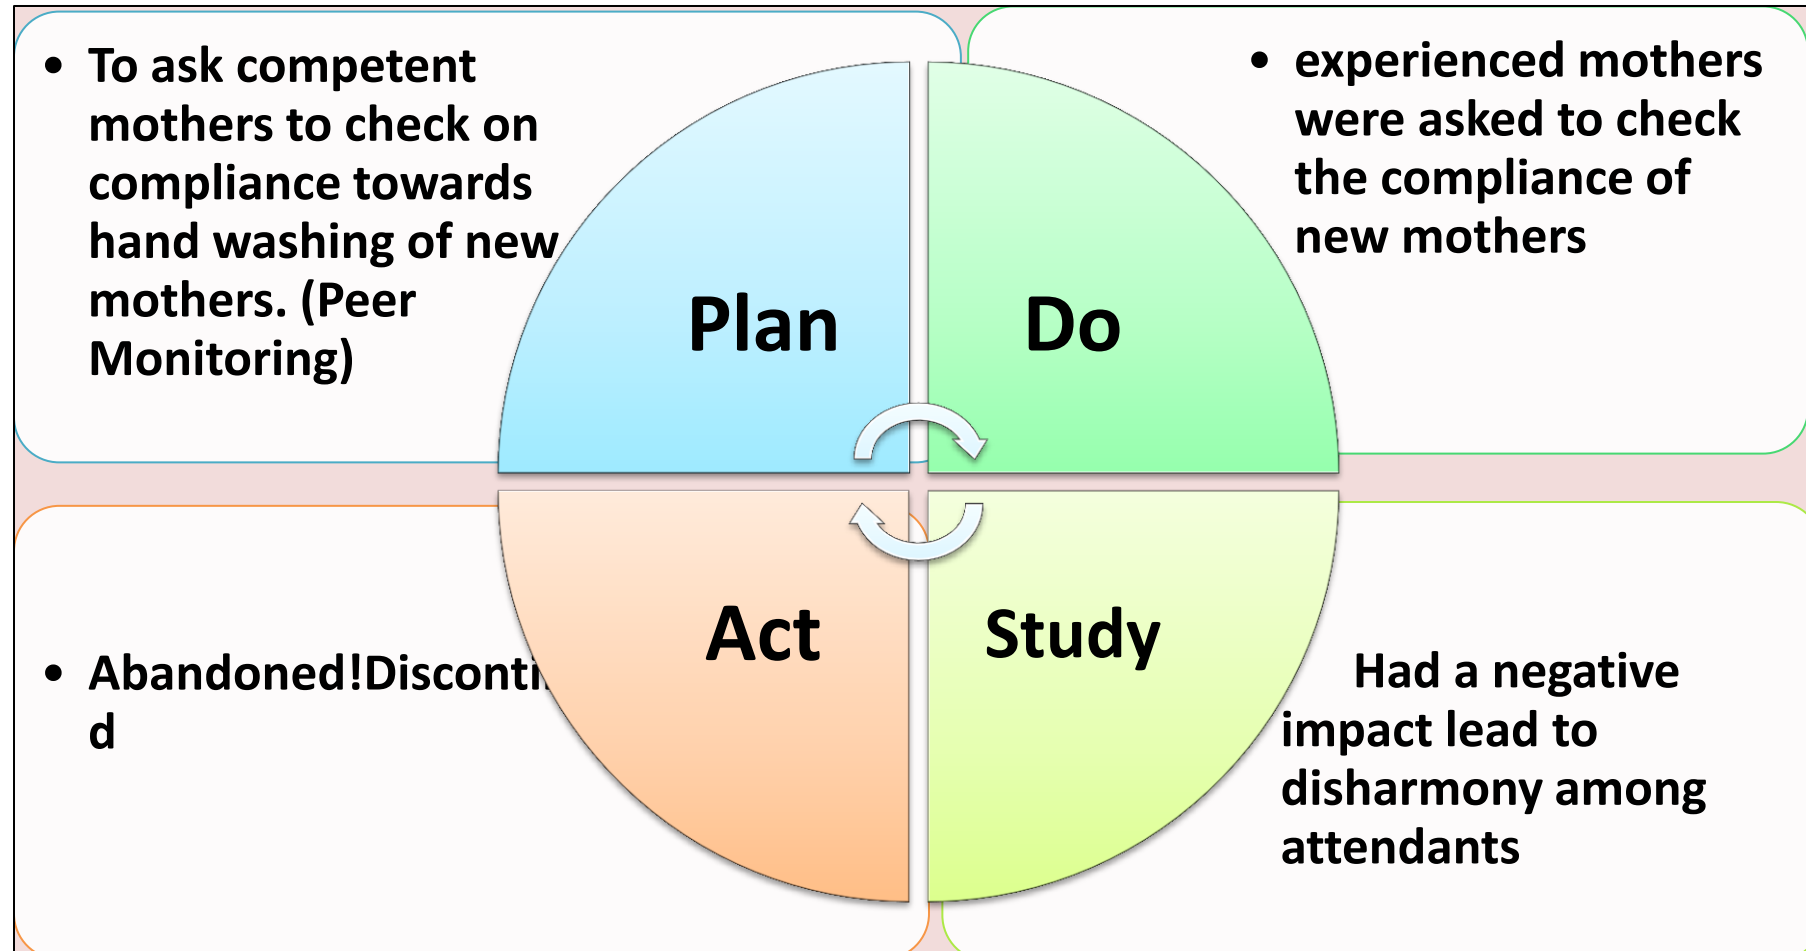 • To ask competent
mothers to check on
compliance towards
hand washing of new
mothers. (Peer
Monitoring)
Plan
Do
• experienced mothers
were asked to check
the compliance of
new mothers
• Abandoned!
d
Act
Study
Had a negative
impact lead to
disharmony among
attendants